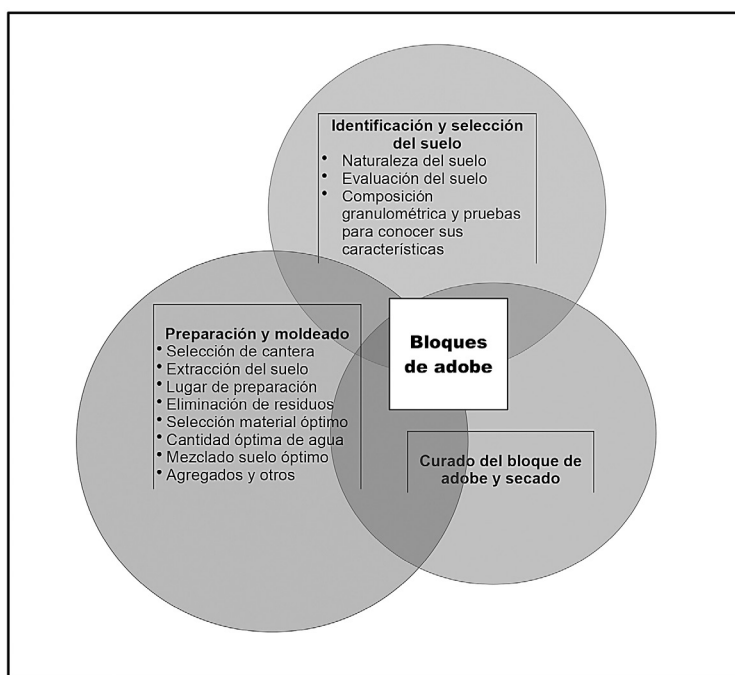 Identificación y selección
del suelo
• Naturaleza del suelo
• Evaluación del suelo
• Composición
granulométrica y pruebas
para conocer sus
características
Bloques
de adobe
Preparación y moldeado
• Selección de cantera
• Extracción del suelo
• Lugar de preparación
• Eliminación de residuos
• Selección material óptimo
• Cantidad óptima de agua
• Mezclado suelo óptimo
• Agregados y otros
Curado del bloque de
adobe y secado